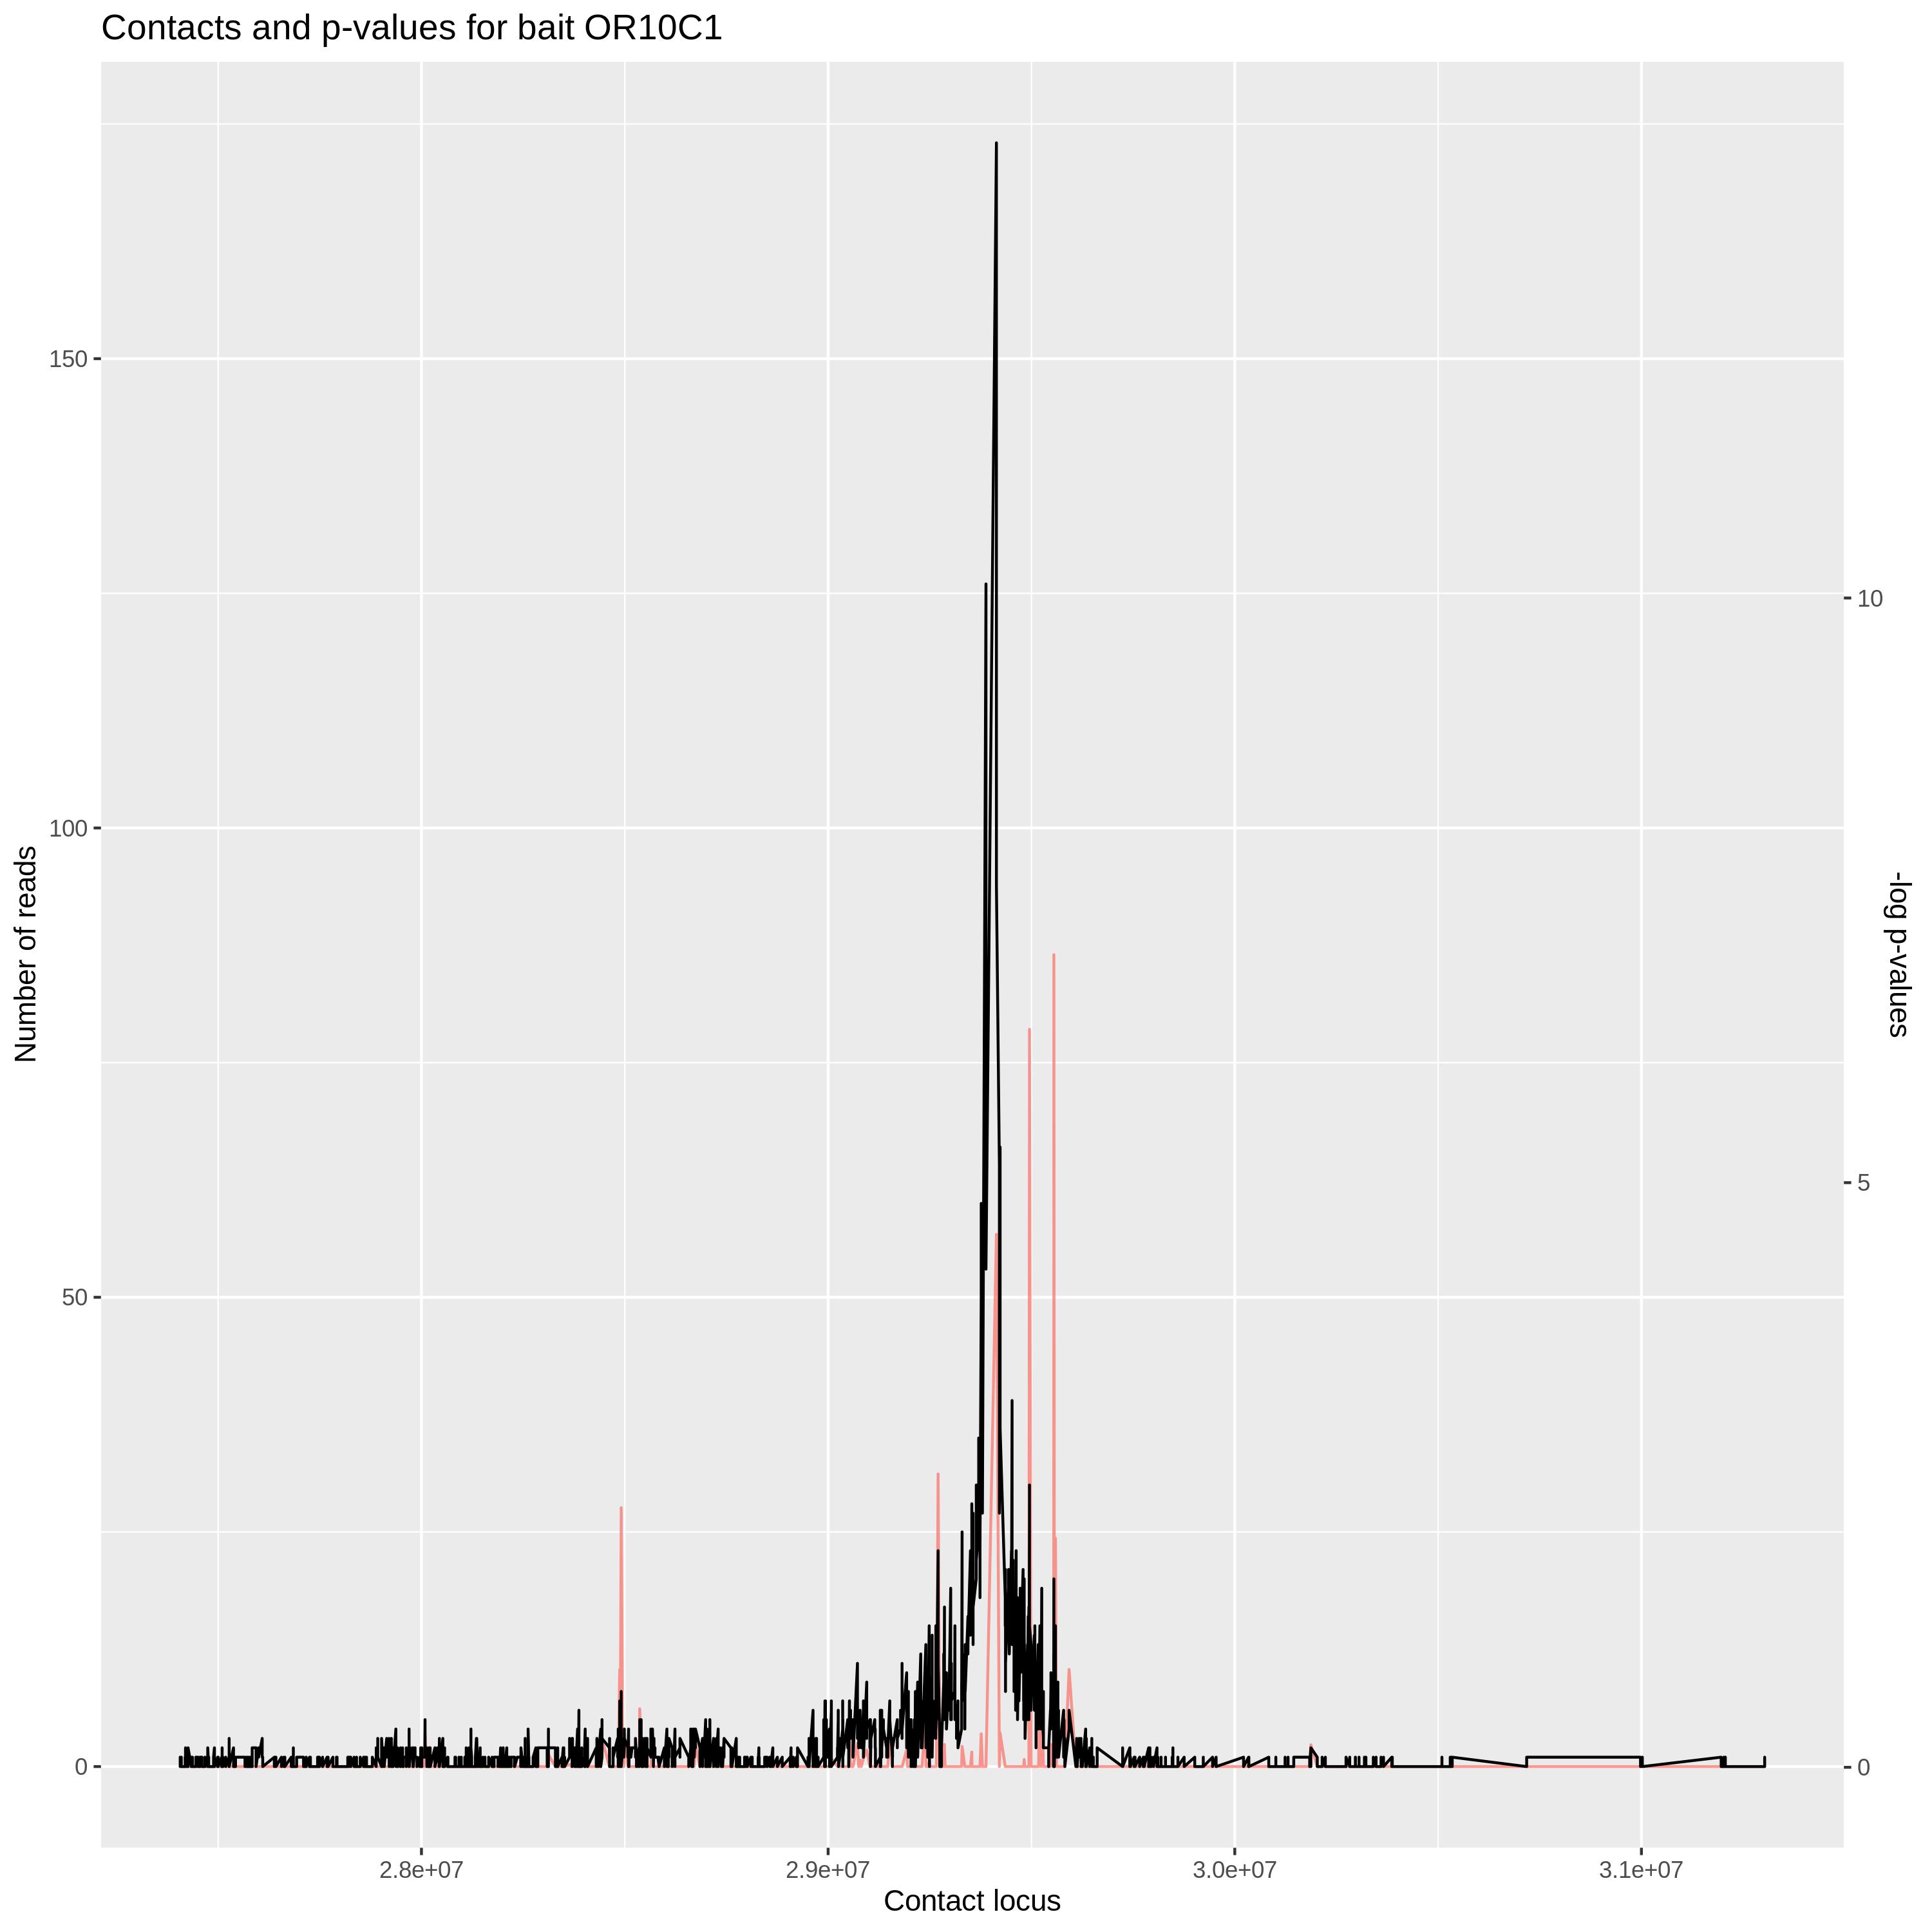 Contacts and p-values for bait OR10C1
150
100
50
0
Number of reads
10
5
0
-log p-values
2.8e+07 2.9e+07 3.0e+07 3.1e+07
Contact locus